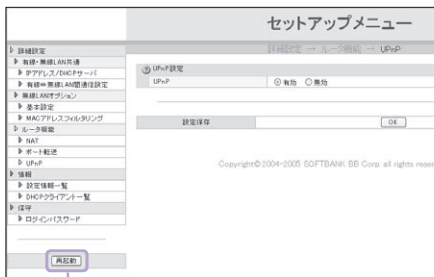 セットアップメニュー
詳細設定 → ルータ機能 → UPnP
詳細設定
有線・無線LAN共通
IPアドレス/DHCPサーバ
有線⇔無線LAN間通信設定
無線LANオプション
基本設定
MACアドレスフィルタリング
ルータ機能
NAT
ポート転送
UPnP
情報
設定情報一覧
DHCPクライアント一覧
保守
ログインパスワード
再起動
UPnP設定
UPnP 有効 無効
設定保存 OK
Copyright© 2004-2005 SOFTBANK BB Corp. all rights reser